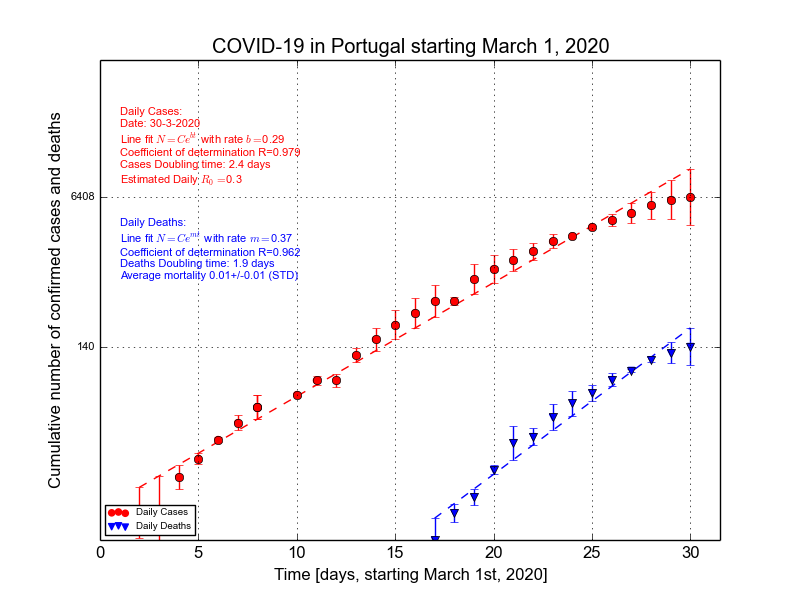 COVID-19 in Portugal starting March 1, 2020
Daily Cases:
Date: 30-3-2020
Line fit N = Ce^{bt} with rate b =0.29
Coefficient of determination R=0.979
Cases Doubling time: 2.4 days
Estimated Daily R_0 =0.3
6408
Daily Deaths:
Line fit N = Ce^{mt} with rate m =0.37
Coefficient of determination R=0.962
Deaths Doubling time: 1.9 days
Average mortality 0.01+/-0.01 (STD)
140
Cumulative number of confirmed cases and deaths
Daily Cases
Daily Deaths
0 5 10 15 20 25 30
Time [days, starting March 1st, 2020]